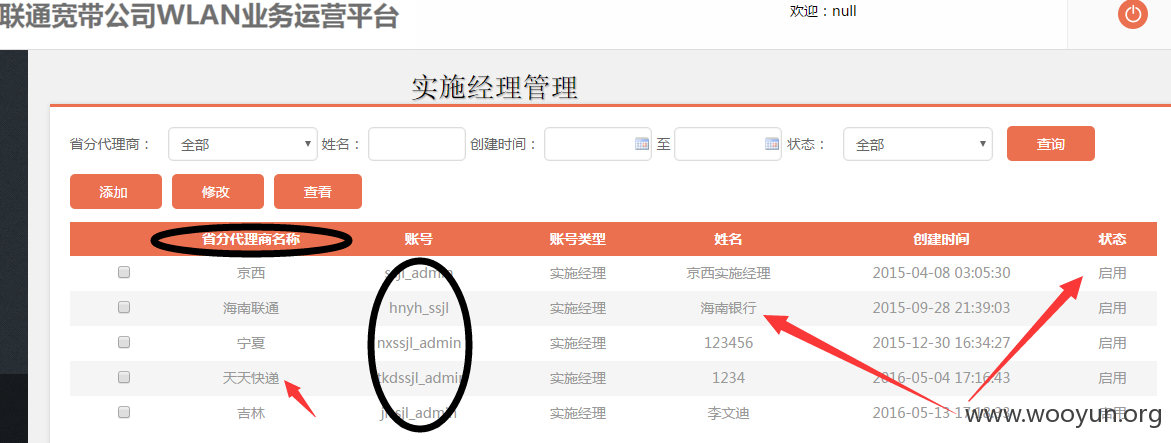 联通宽带公司WLAN业务运营平台
欢迎：null
实施经理管理
省分代理商： 全部 姓名： 创建时间： 至 状态： 全部 查询
添加 修改 查看
省分代理商名称 账号 账号类型 姓名 创建时间 状态
京西 ssjl_admin 实施经理 京西实施经理 2015-04-08 03:05:30 启用
海南联通 hnyh_ssjl 实施经理 海南银行 2015-09-28 21:39:03 启用
宁夏 nxssjl_admin 实施经理 123456 2015-12-30 16:34:27 启用
天天快递 tkdssjl_admin 实施经理 1234 2016-05-04 17:16:43 启用
吉林 实施经理 李文迪 2016-05-13 启用
www.wooyun.org